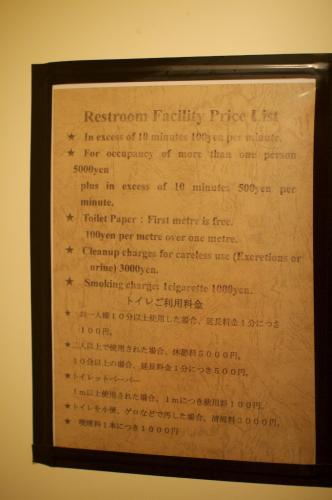 Restroom Facility Price List
★ In excess of 10 minutes 100yen per minute.
★ For occupancy of more than one person
5000yen
plus in excess of 10 minutes 500yen per
minute.
★ Toilet Paper : First metre is free.
100yen per metre over one metre.
★ Cleanup charges for careless use (Excretions or
urine) 3000yen.
★ Smoking charge: 1cigarette 1000yen.
トイレご利用料金
★ お一人様10分以上使用した場合、延長料金1分につき
100円。
★二人以上で使用された場合、休憩料5000円。
10分以上の場合、延長料金1分につき500円。
★トイレットペーパー
1m以上使用された場合、1mにつき使用料100円。
★トイレを小便、ゲロなどで汚した場合、清掃料3000円。
★ 喫煙料1本につき1000円